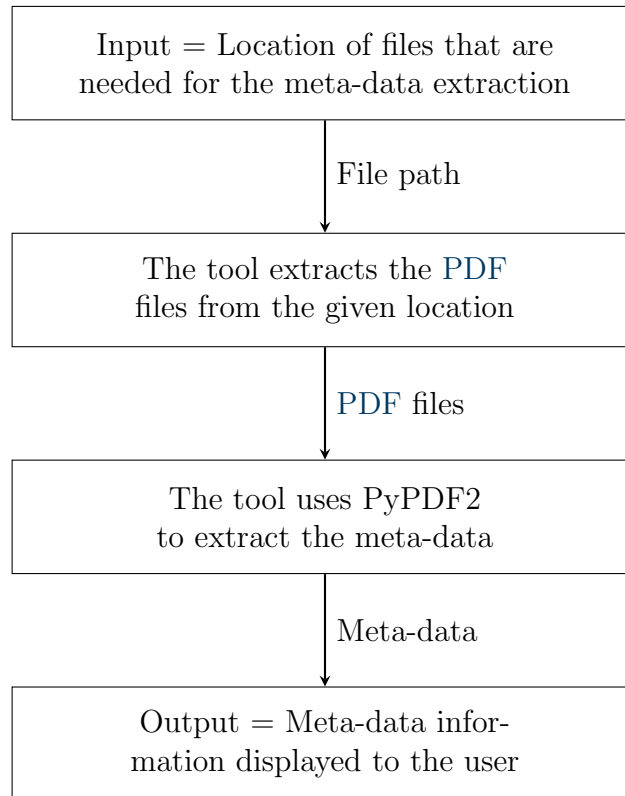 Input = Location of files that are
needed for the meta-data extraction
File path
The tool extracts the PDF
files from the given location
PDF files
The tool uses PyPDF2
to extract the meta-data
Meta-data
Output = Meta-data infor-
mation displayed to the user